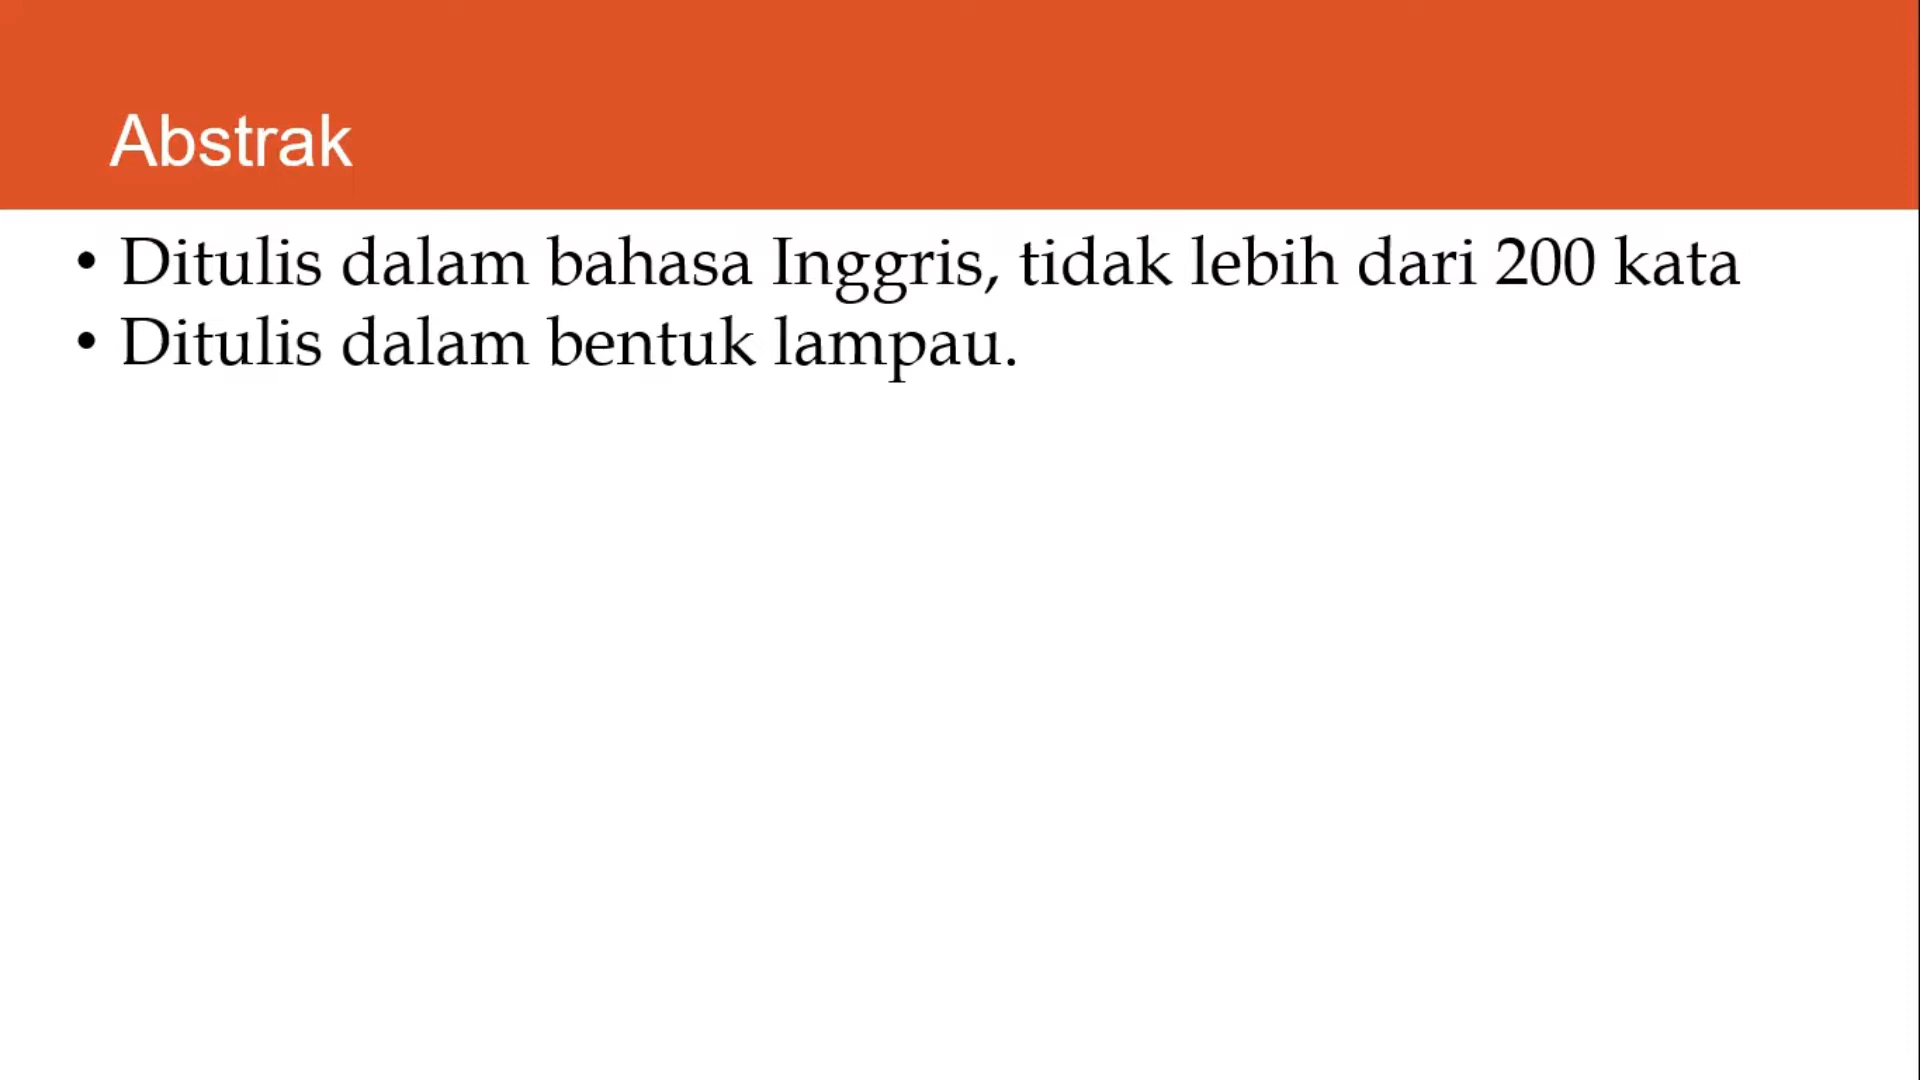 Abstrak
• Ditulis dalam bahasa Inggris, tidak lebih dari 200 kata
• Ditulis dalam bentuk lampau.